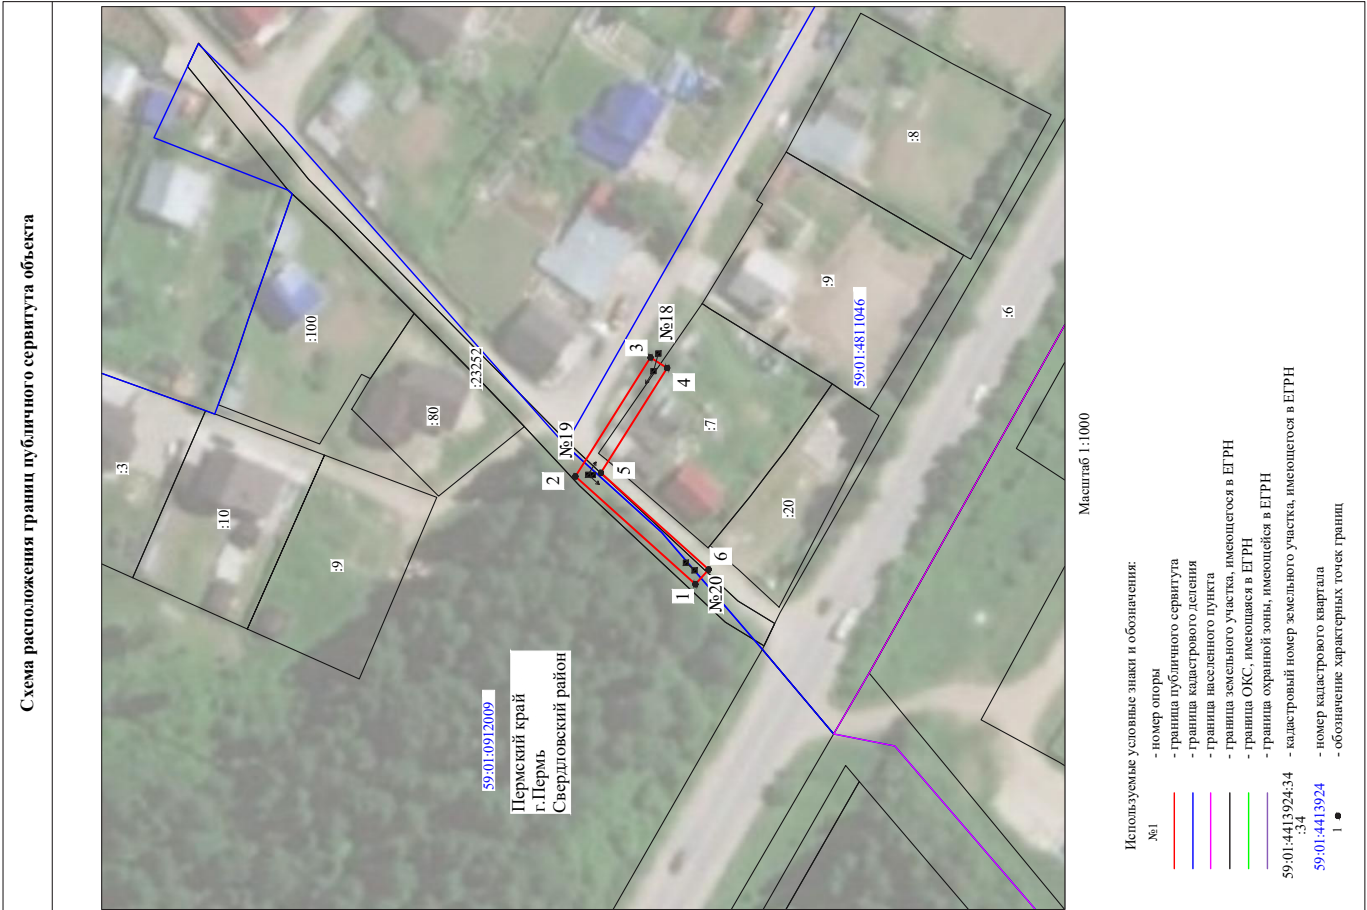 Схема расположения границ публичного сервитута объекта
:3
:10
:9
:100
:80
:23252
№19
2
5
3
№18
4
:7
:20
1
6
№20
:8
:9
59:01:4811046
:6
59:01:0912009
Пермский край
г.Пермь
Свердловский район
Масштаб 1:1000
Используемые условные знаки и обозначения:
№1 - номер опоры
- граница публичного сервитута
- граница кадастрового деления
- граница населенного пункта
- граница земельного участка, имеющегося в ЕГРН
- граница ОКС, имеющаяся в ЕГРН
- граница охранной зоны, имеющейся в ЕГРН
59:01:4413924:34
:34 - кадастровый номер земельного участка, имеющегося в ЕГРН
59:01:4413924 - номер кадастрового квартала
1 - обозначение характерных точек границ